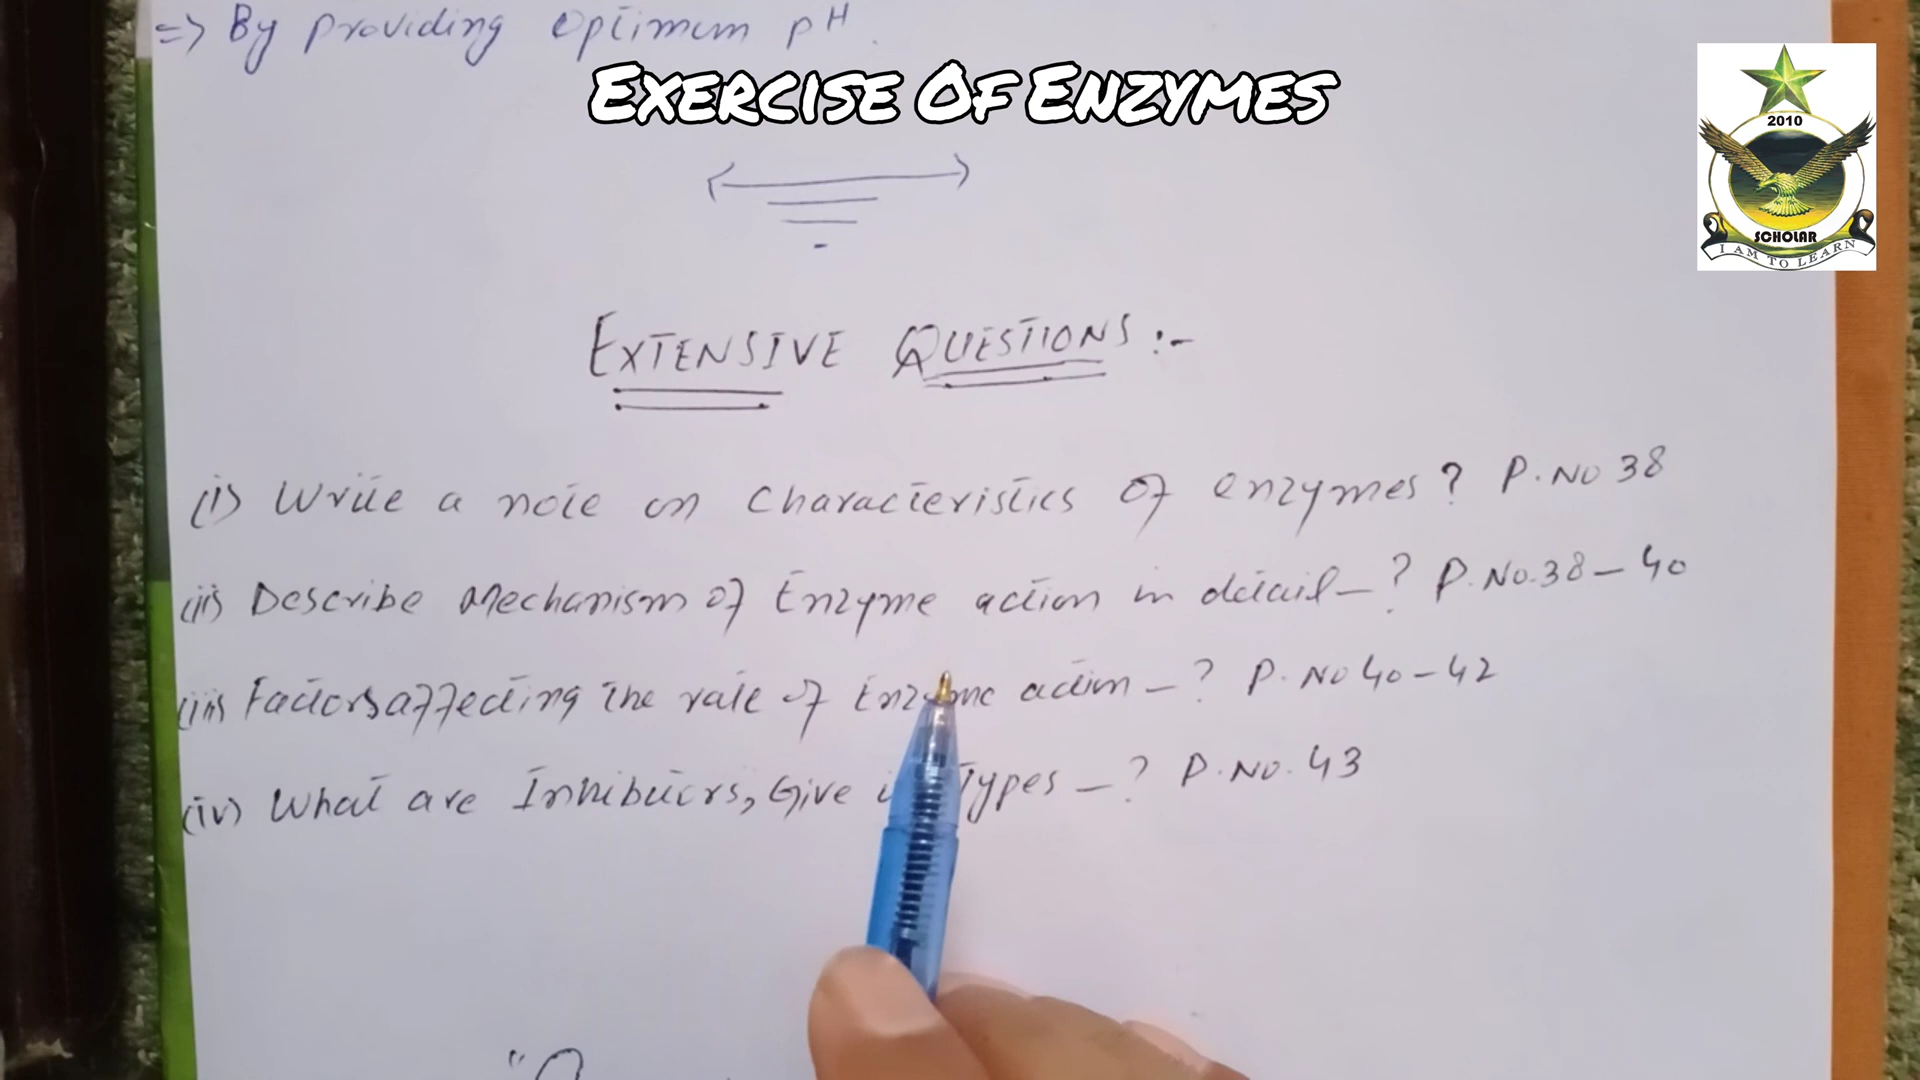 => By providing Optimum pH.
EXERCISE OF ENZYMES
2010
SCHOLAR
I AM TO LEARN
EXTENSIVE QUESTIONS:-
(i) Write a note on Characteristics of enzymes? P.No 38
(ii) Describe Mechanism of Enzyme action in detail-? P.No.38-40
(iii) Factors affecting the rate of Enzyme action-? P.No 40-42
(iv) What are Inhibitors, Give Types-? P.No.43